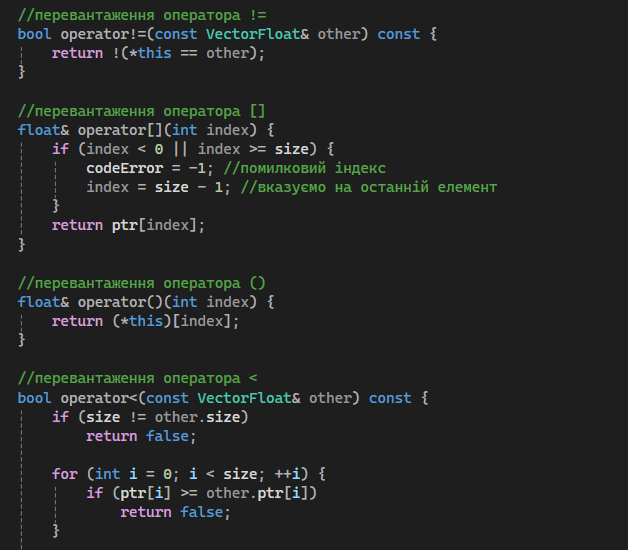 //перевантаження оператора !=
bool operator!=(const VectorFloat& other) const {
    return !(*this == other);
}

//перевантаження оператора []
float& operator[](int index) {
    if (index < 0 || index >= size) {
        codeError = -1; //помилковий індекс
        index = size - 1; //вказуємо на останній елемент
    }
    return ptr[index];
}

//перевантаження оператора ()
float& operator()(int index) {
    return (*this)[index];
}

//перевантаження оператора <
bool operator<(const VectorFloat& other) const {
    if (size != other.size)
        return false;

    for (int i = 0; i < size; ++i) {
        if (ptr[i] >= other.ptr[i])
            return false;
    }